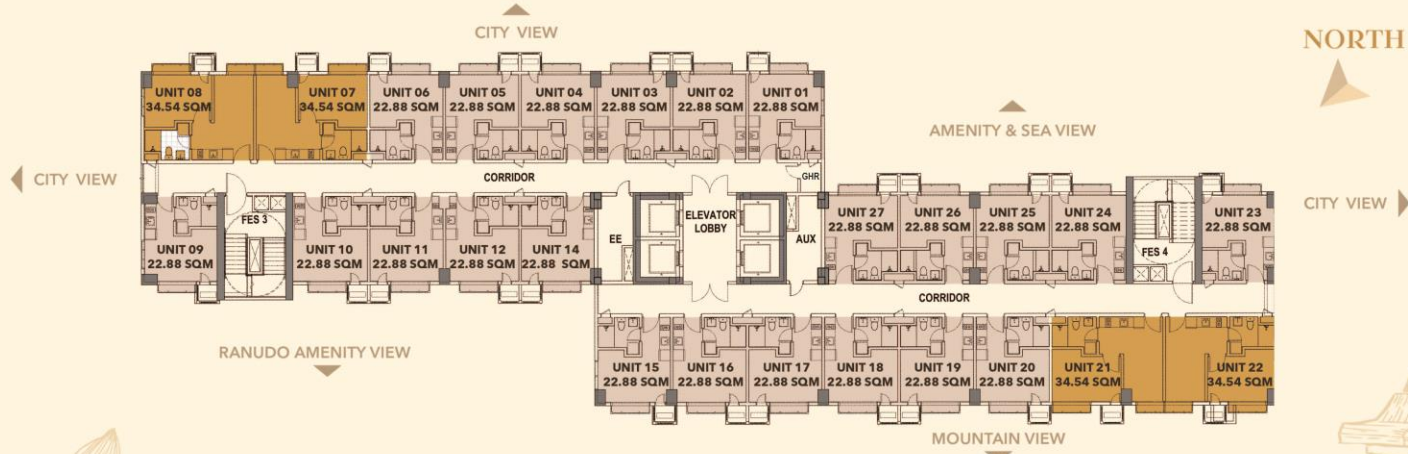 CITY VIEW
NORTH
UNIT 08
34.54 SQM
UNIT 07
34.54 SQM
UNIT 06
22.88 SQM
UNIT 05
22.88 SQM
UNIT 04
22.88 SQM
UNIT 03
22.88 SQM
UNIT 02
22.88 SQM
UNIT 01
22.88 SQM
AMENITY & SEA VIEW
CITY VIEW
CORRIDOR
GHR
CITY VIEW
UNIT 09
22.88 SQM
FES 3
UNIT 10
22.88 SQM
UNIT 11
22.88 SQM
UNIT 12
22.88 SQM
UNIT 14
22.88 SQM
EE
ELEVATOR
LOBBY
AUX
UNIT 27
22.88 SQM
UNIT 26
22.88 SQM
UNIT 25
22.88 SQM
UNIT 24
22.88 SQM
FES 4
UNIT 23
22.88 SQM
CORRIDOR
RANUDO AMENITY VIEW
UNIT 15
22.88 SQM
UNIT 16
22.88 SQM
UNIT 17
22.88 SQM
UNIT 18
22.88 SQM
UNIT 19
22.88 SQM
UNIT 20
22.88 SQM
UNIT 21
34.54 SQM
UNIT 22
34.54 SQM
MOUNTAIN VIEW